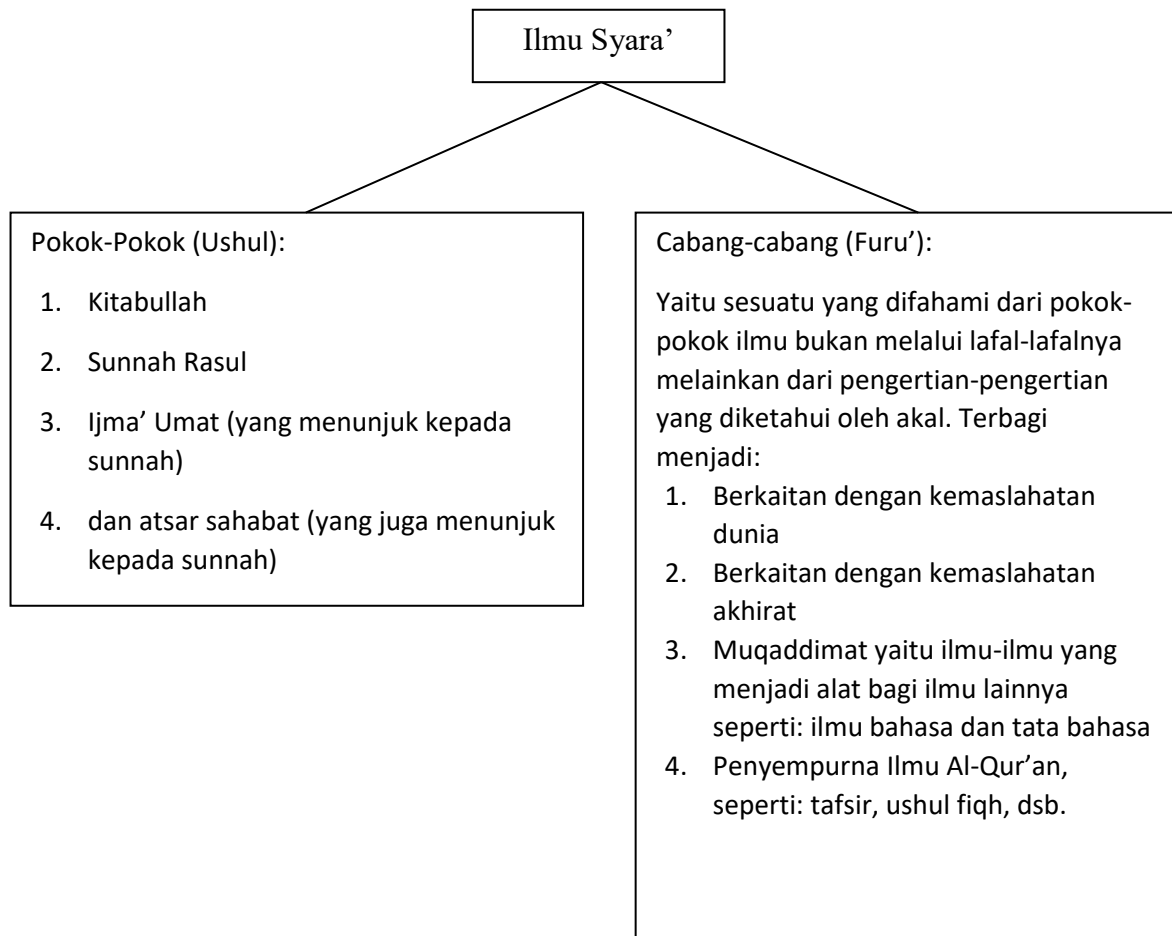 Ilmu Syara’
Pokok-Pokok (Ushul):
1. Kitabullah
2. Sunnah Rasul
3. Ijma’ Umat (yang menunjuk kepada
sunnah)
4. dan atsar sahabat (yang juga menunjuk
kepada sunnah)
Cabang-cabang (Furu’):
Yaitu sesuatu yang difahami dari pokok-
pokok ilmu bukan melalui lafal-lafalnya
melainkan dari pengertian-pengertian
yang diketahui oleh akal. Terbagi
menjadi:
1. Berkaitan dengan kemaslahatan
dunia
2. Berkaitan dengan kemaslahatan
akhirat
3. Muqaddimat yaitu ilmu-ilmu yang
menjadi alat bagi ilmu lainnya
seperti: ilmu bahasa dan tata bahasa
4. Penyempurna Ilmu Al-Qur’an,
seperti: tafsir, ushul fiqh, dsb.